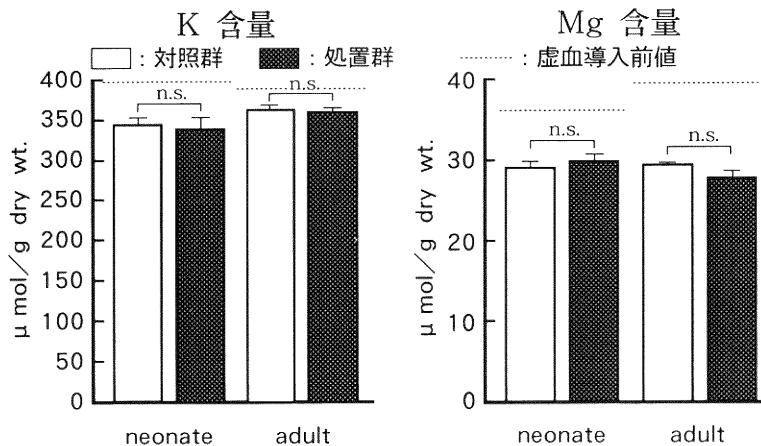 K 含量
Mg 含量
: 対照群
: 処置群
: 虚血導入前値
μ mol/g dry wt.
400
350
300
250
200
150
100
50
0
n.s.
n.s.
neonate
adult
μ mol/g dry wt.
40
30
20
10
0
n.s.
n.s.
neonate
adult